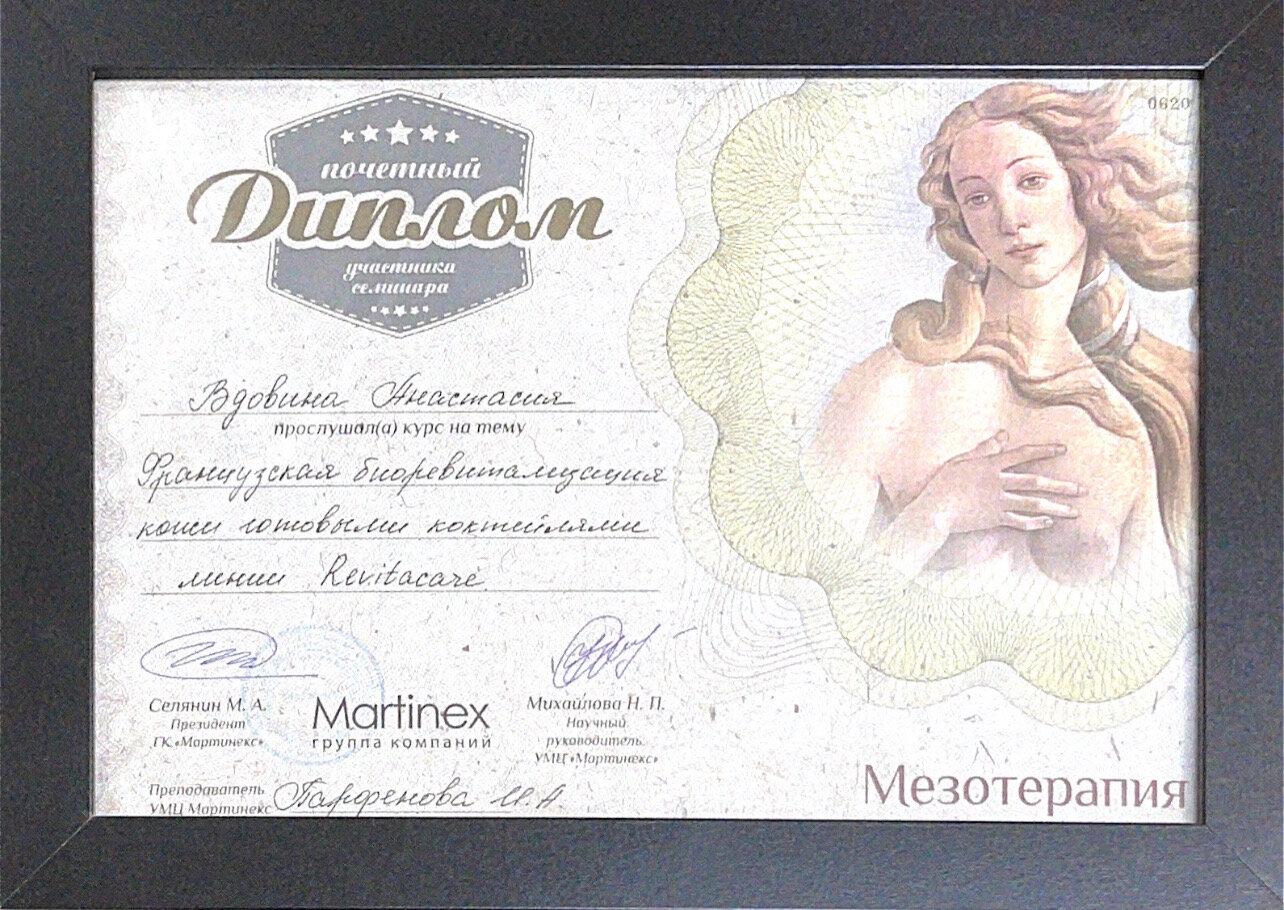 0620
почетный
Диплом
участника
семинара
Вдовина Анастасия
прослушал(а) курс на тему
Французская биоревитализация
кожи готовыми коктейлями
линии Revitacare
Селянин М. А.
Президент
ГК «Мартинекс»
Martinex
группа компаний
Михайлова Н. П.
Научный
руководитель
УМЦ «Мартинекс»
Преподаватель
УМЦ Мартинекс Парфенова И.А
Мезотерапия